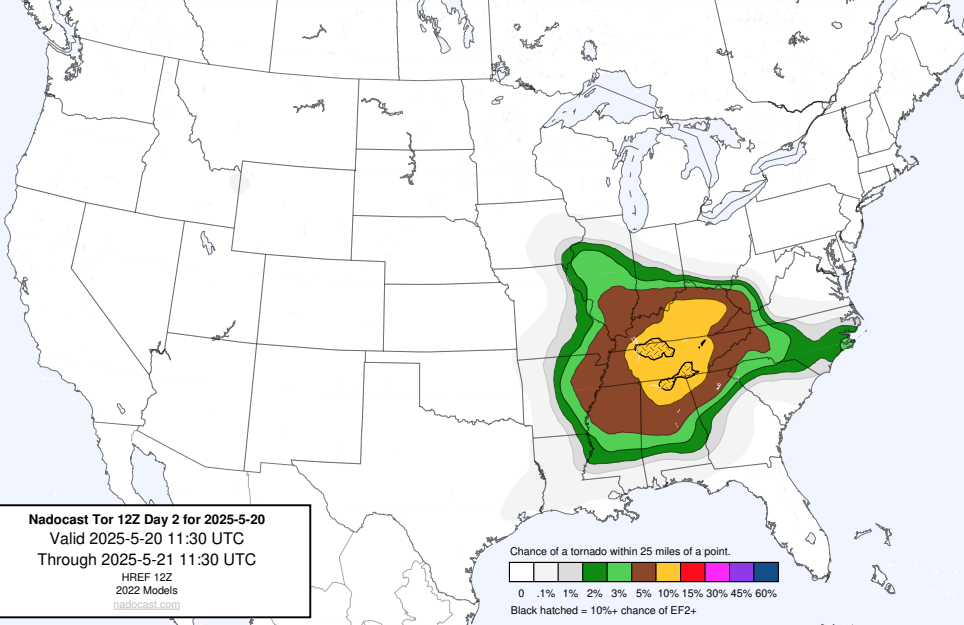 Nadocast Tor 12Z Day 2 for 2025-5-20
Valid 2025-5-20 11:30 UTC
Through 2025-5-21 11:30 UTC
HREF 12Z
2022 Models
nadocast.com
Chance of a tornado within 25 miles of a point.
0 .1% 1% 2% 3% 5% 10% 15% 30% 45% 60%
Black hatched = 10%+ chance of EF2+